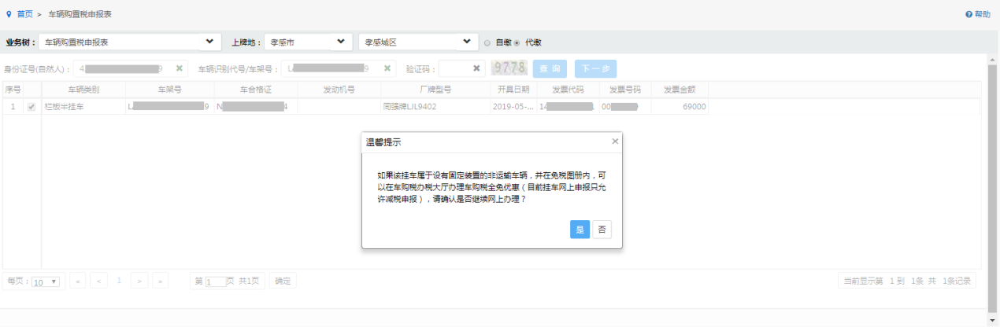 首页 > 车辆购置税申报表
帮助
业务树： 车辆购置税申报表 上牌地： 孝感市 孝感城区 自缴 代缴
身份证号(自然人)： 4 9 车辆识别代号/车架号： L 9 验证码： 9778 查 询 下一步
序号 车辆类别 车架号 车合格证 发动机号 厂牌型号 开具日期 发票代码 发票号码 发票金额
1 栏板半挂车 L 9 N 4 同强牌LJL9402 2019-05-... 14 1 00 69000
温馨提示
如果该挂车属于设有固定装置的非运输车辆，并在免税图册内，可
以在车购税办税大厅办理车购税全免优惠（目前挂车网上申报只允
许减税申报），请确认是否继续网上办理？
是 否
每页： 10 « < 1 > » 第 1 页 共1页 确定 当前显示第 1 到 1条 共 1条记录